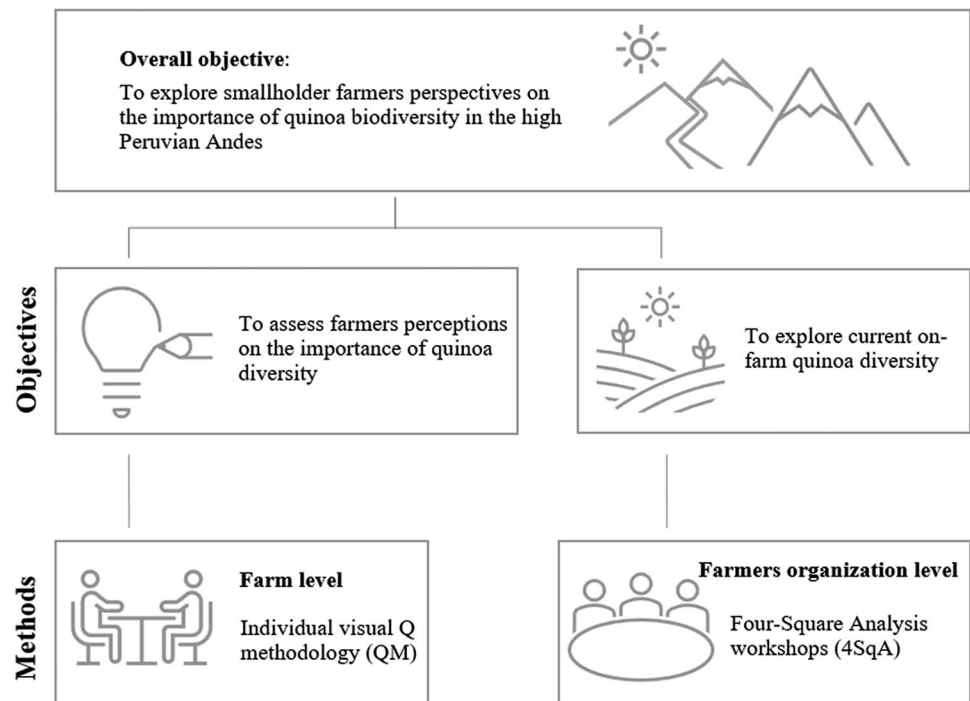 Overall objective:
To explore smallholder farmers perspectives on
the importance of quinoa biodiversity in the high
Peruvian Andes
Objectives
To assess farmers perceptions
on the importance of quinoa
diversity
To explore current on-
farm quinoa diversity
Methods
Farm level
Individual visual Q
methodology (QM)
Farmers organization level
Four-Square Analysis
workshops (4SqA)